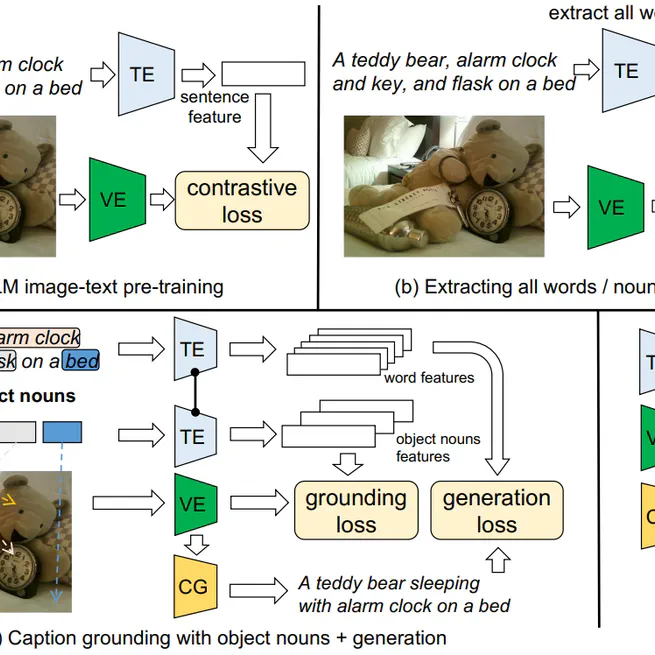 extract all wo
m clock
on a bed
TE
sentence
feature
VE
contrastive
loss
LM image-text pre-training
A teddy bear, alarm clock
and key, and flask on a bed
TE
VE
(b) Extracting all words / noun
arm clock
sk on a bed
ct nouns
TE
word features
TE
object nouns
features
VE
grounding
loss
generation
loss
CG
A teddy bear sleeping
with alarm clock on a bed
) Caption grounding with object nouns + generation
T
V
C